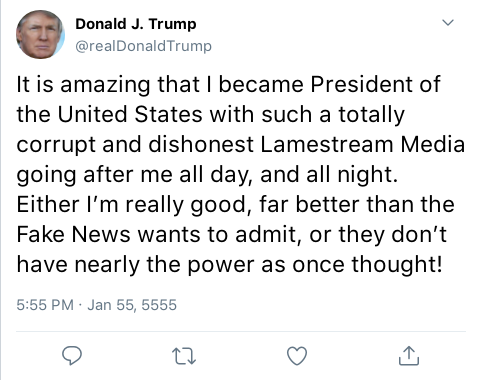 Donald J. Trump
@realDonaldTrump
It is amazing that I became President of
the United States with such a totally
corrupt and dishonest Lamestream Media
going after me all day, and all night.
Either I’m really good, far better than the
Fake News wants to admit, or they don’t
have nearly the power as once thought!
5:55 PM · Jan 55, 5555